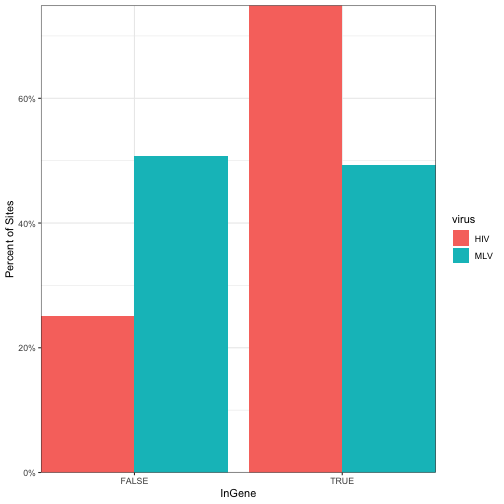 60%
40%
20%
0%
Percent of Sites
FALSE
TRUE
InGene
virus
HIV
MLV